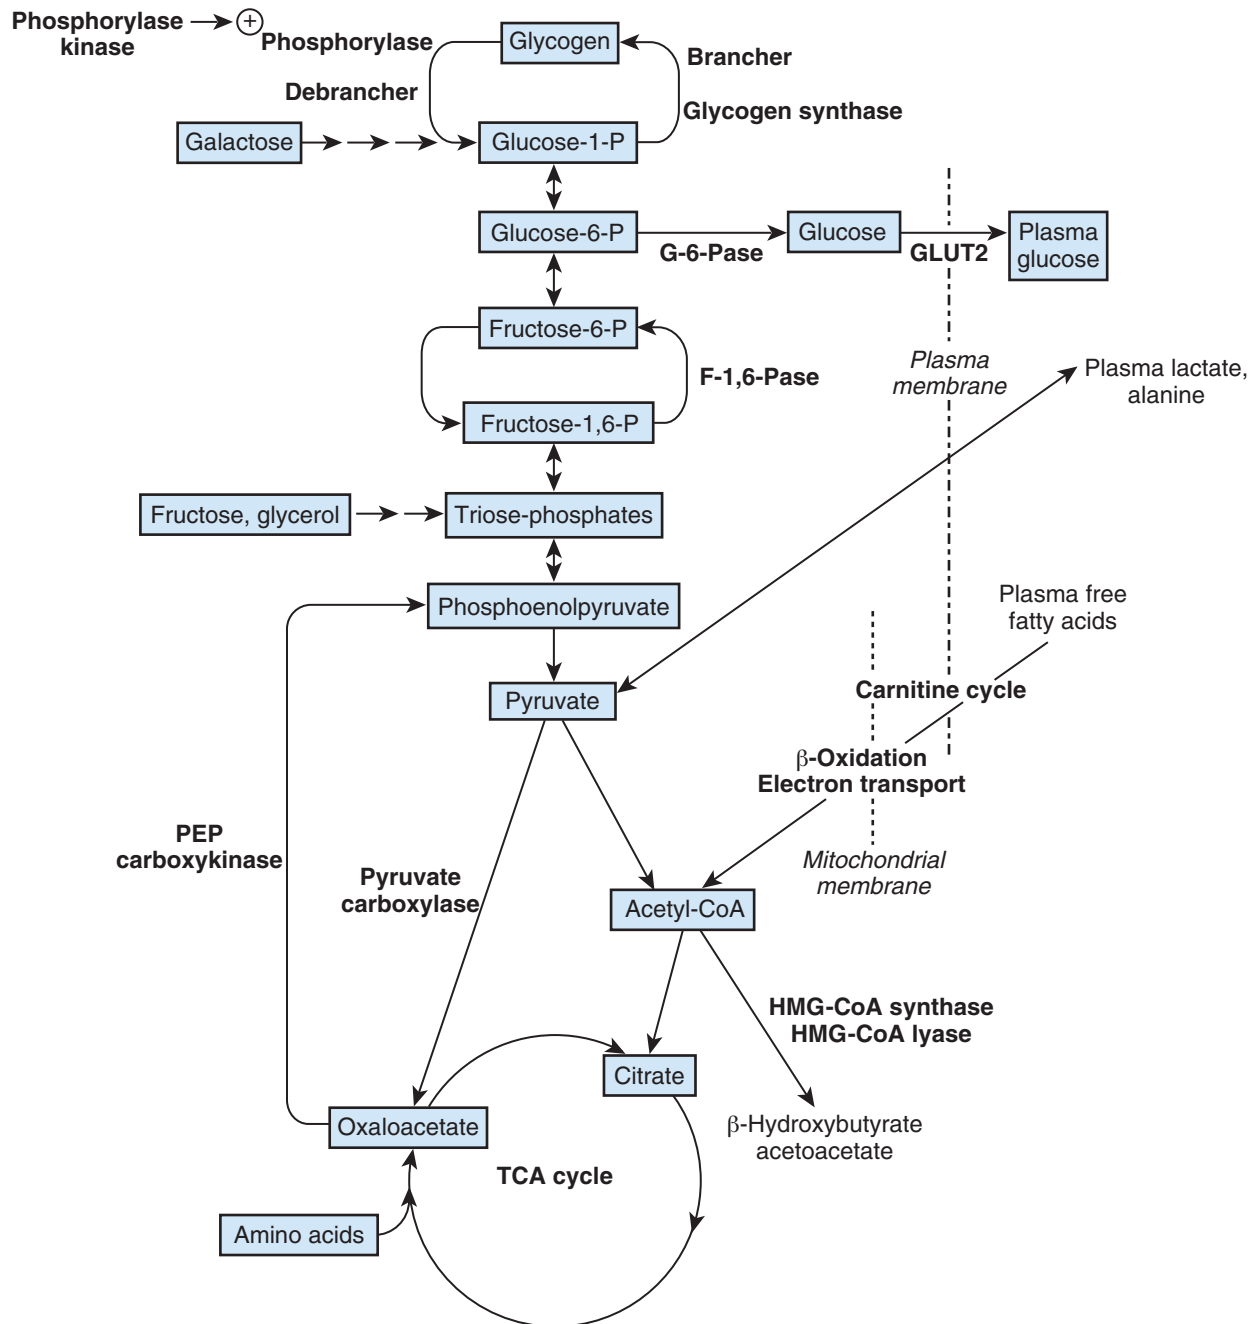 Phosphorylase
kinase
+
Phosphorylase
Glycogen
Brancher
Debrancher
Glycogen synthase
Galactose
Glucose-1-P
Glucose-6-P
G-6-Pase
Glucose
GLUT2
Plasma
glucose
Fructose-6-P
F-1,6-Pase
Plasma
membrane
Plasma lactate,
alanine
Fructose-1,6-P
Fructose, glycerol
Triose-phosphates
Phosphoenolpyruvate
Plasma free
fatty acids
Pyruvate
Carnitine cycle
β-Oxidation
Electron transport
PEP
carboxykinase
Pyruvate
carboxylase
Mitochondrial
membrane
Acetyl-CoA
HMG-CoA synthase
HMG-CoA lyase
Citrate
Oxaloacetate
β-Hydroxybutyrate
acetoacetate
TCA cycle
Amino acids